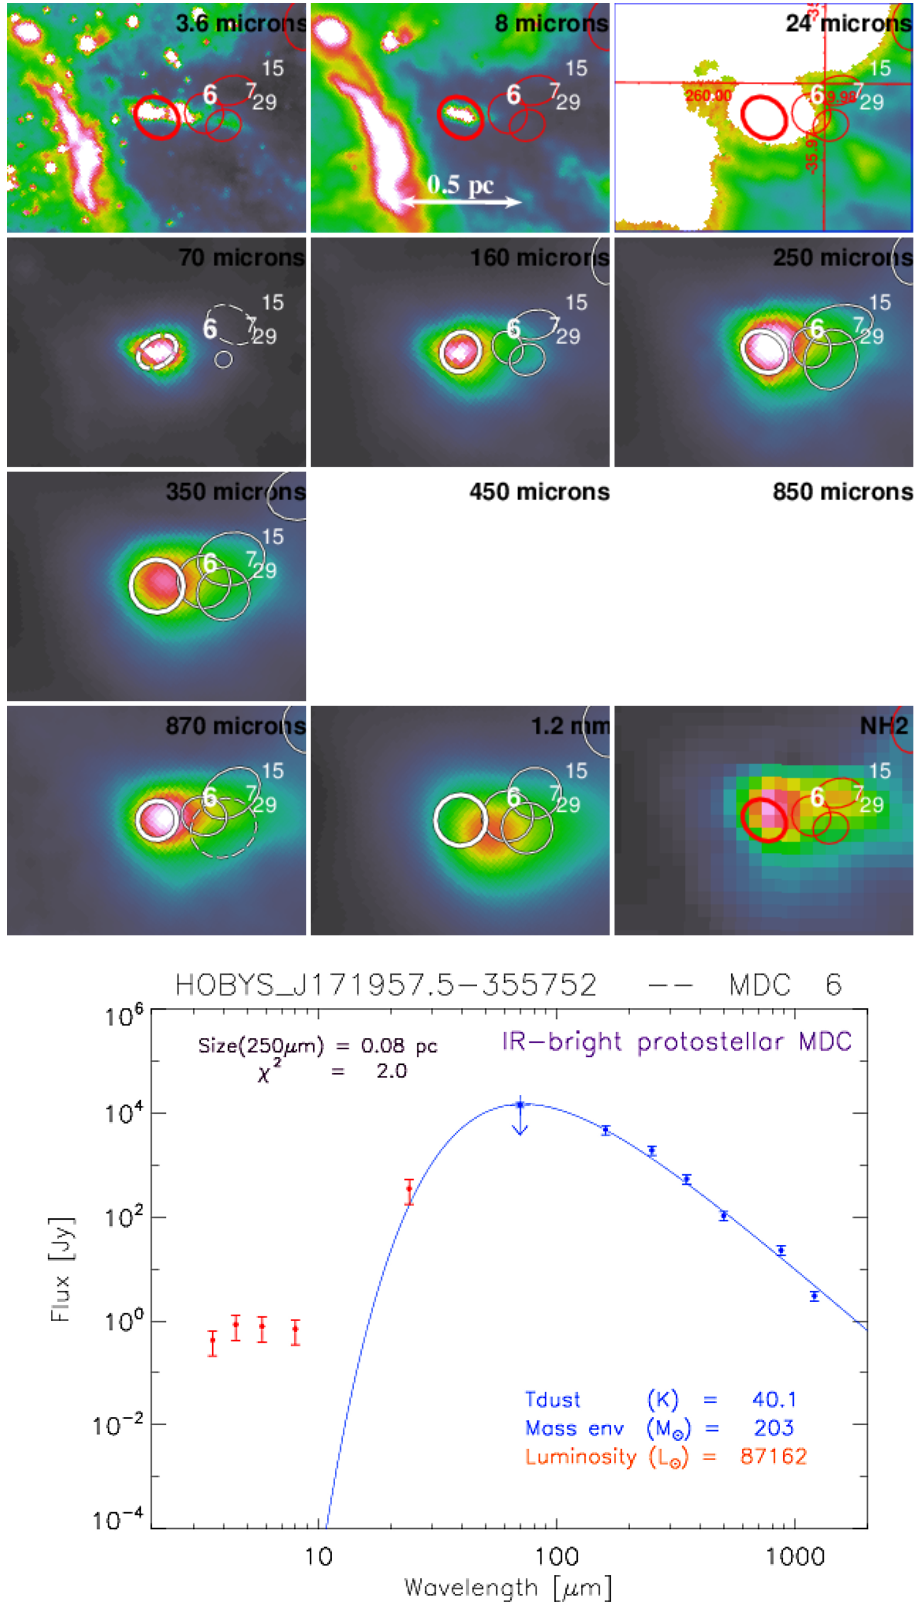 3.6 microns
6
15
7
29
8 microns
6
15
7
29
0.5 pc
24 microns
6
15
7
29
260.00
70 microns
6
15
7
29
160 microns
6
15
7
29
250 microns
6
15
7
29
350 microns
6
15
7
29
450 microns
850 microns
870 microns
6
15
7
29
1.2 mm
6
15
7
29
NH2
6
15
7
29
HOBYS_J171957.5-355752 -- MDC 6
Size(250μm) = 0.08 pc
χ² = 2.0
IR-bright protostellar MDC
Flux [Jy]
10⁶
10⁴
10²
10⁰
10⁻²
10⁻⁴
Tdust (K) = 40.1
Mass env (M⊙) = 203
Luminosity (L⊙) = 87162
10 100 1000
Wavelength [μm]